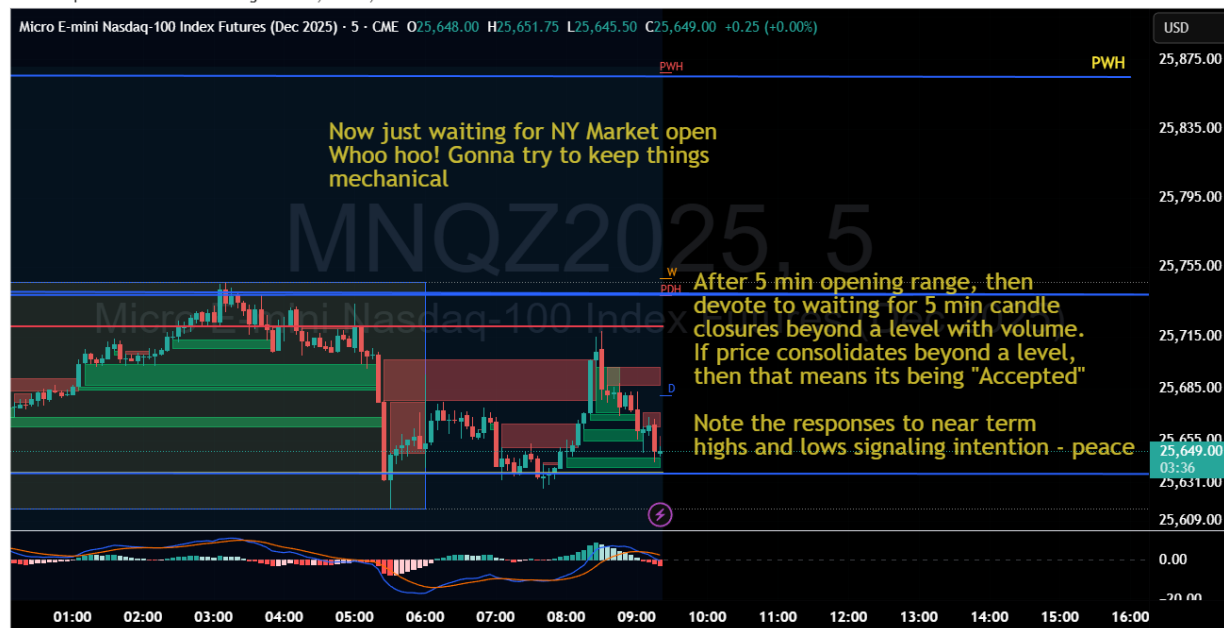 Micro E-mini Nasdaq-100 Index Futures (Dec 2025) · 5 · CME O25,648.00 H25,651.75 L25,645.50 C25,649.00 +0.25 (+0.00%)
USD
25,875.00
PWH
PWH
Now just waiting for NY Market open
Whoo hoo! Gonna try to keep things
mechanical
25,835.00
25,795.00
MNQZ2025, 5
Micro E-mini Nasdaq-100 Index Futures (Dec 2025)
25,755.00
W
PDH
After 5 min opening range, then
devote to waiting for 5 min candle
closures beyond a level with volume.
If price consolidates beyond a level,
then that means its being "Accepted"
25,715.00
25,685.00
D
Note the responses to near term
highs and lows signaling intention - peace
25,655.00
25,649.00
03:36
25,631.00
25,609.00
0.00
-20.00
01:00 02:00 03:00 04:00 05:00 06:00 07:00 08:00 09:00 10:00 11:00 12:00 13:00 14:00 15:00 16:00